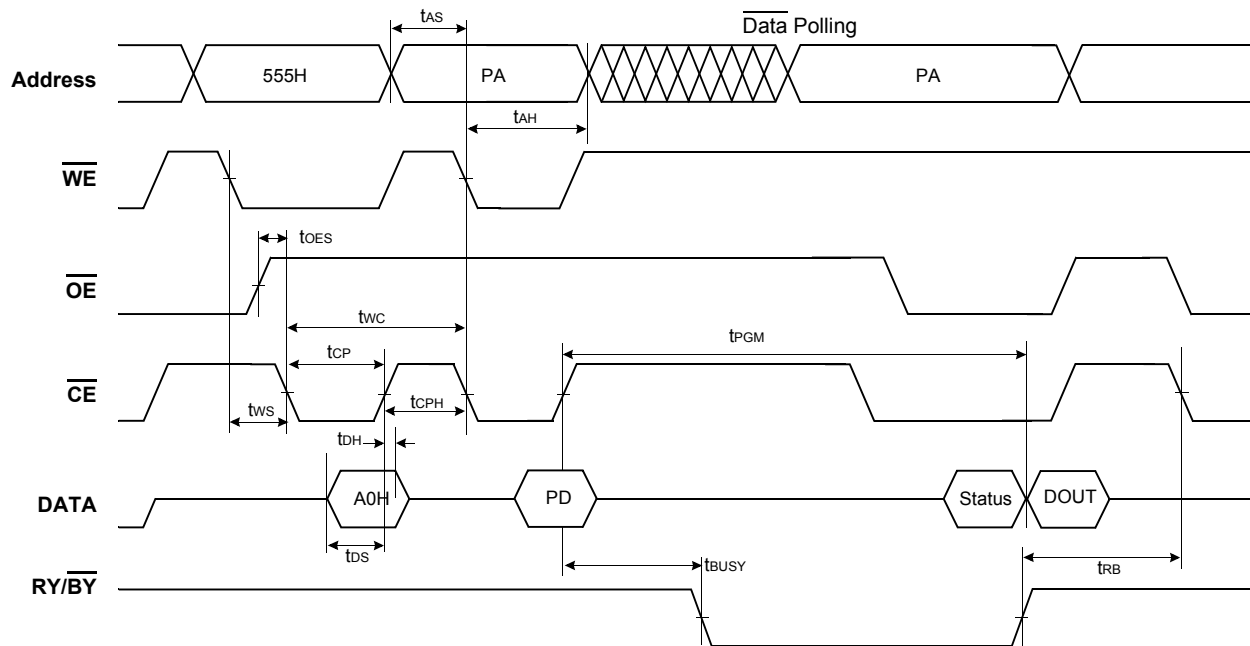 tAS
Data Polling
Address
555H
PA
PA
tAH
WE
tOES
OE
tWC
tPGM
tCP
CE
tWS
tCPH
tDH
DATA
A0H
PD
Status
DOUT
tDS
tBUSY
tRB
RY/BY